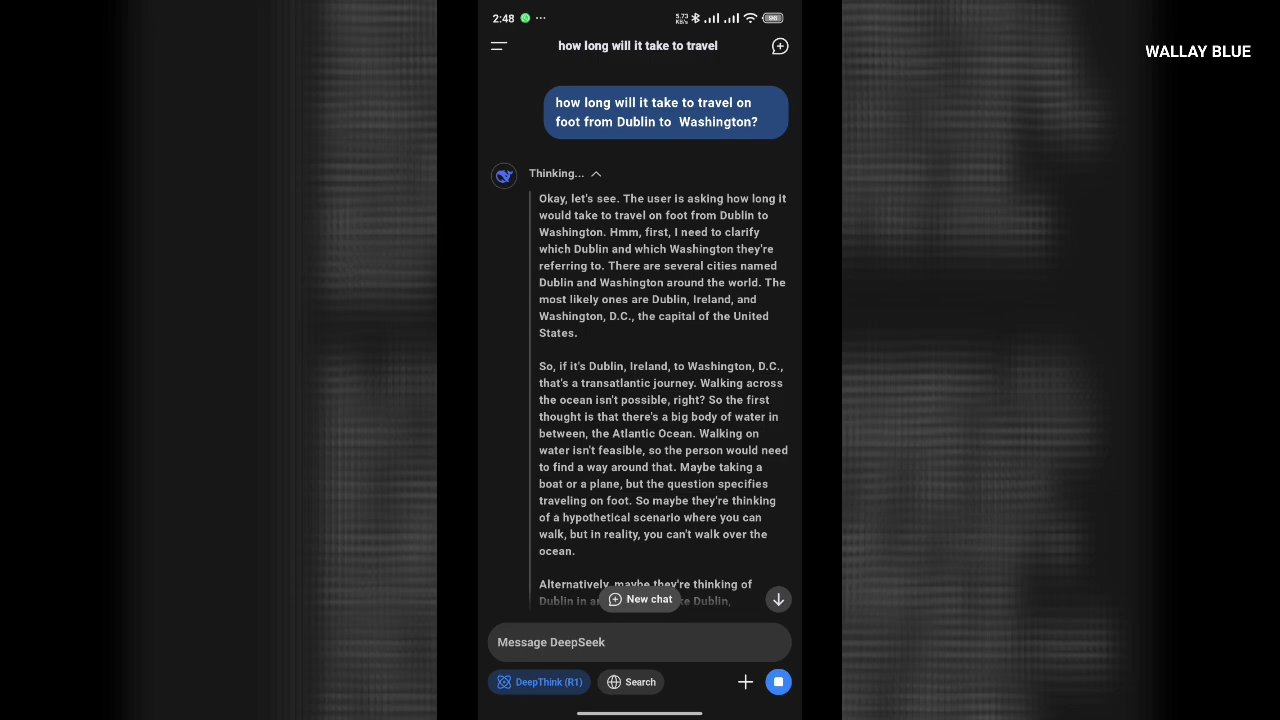 2:48
5.73
KB/s
98
how long will it take to travel
WALLAY BLUE
how long will it take to travel on
foot from Dublin to  Washington?
Thinking...
Okay, let's see. The user is asking how long it
would take to travel on foot from Dublin to
Washington. Hmm, first, I need to clarify
which Dublin and which Washington they're
referring to. There are several cities named
Dublin and Washington around the world. The
most likely ones are Dublin, Ireland, and
Washington, D.C., the capital of the United
States.
So, if it's Dublin, Ireland, to Washington, D.C.,
that's a transatlantic journey. Walking across
the ocean isn't possible, right? So the first
thought is that there's a big body of water in
between, the Atlantic Ocean. Walking on
water isn't feasible, so the person would need
to find a way around that. Maybe taking a
boat or a plane, but the question specifies
traveling on foot. So maybe they're thinking
of a hypothetical scenario where you can
walk, but in reality, you can't walk over the
ocean.
Alternatively, maybe they're thinking of
Dublin in Dublin,
New chat
Message DeepSeek
DeepThink (R1)
Search